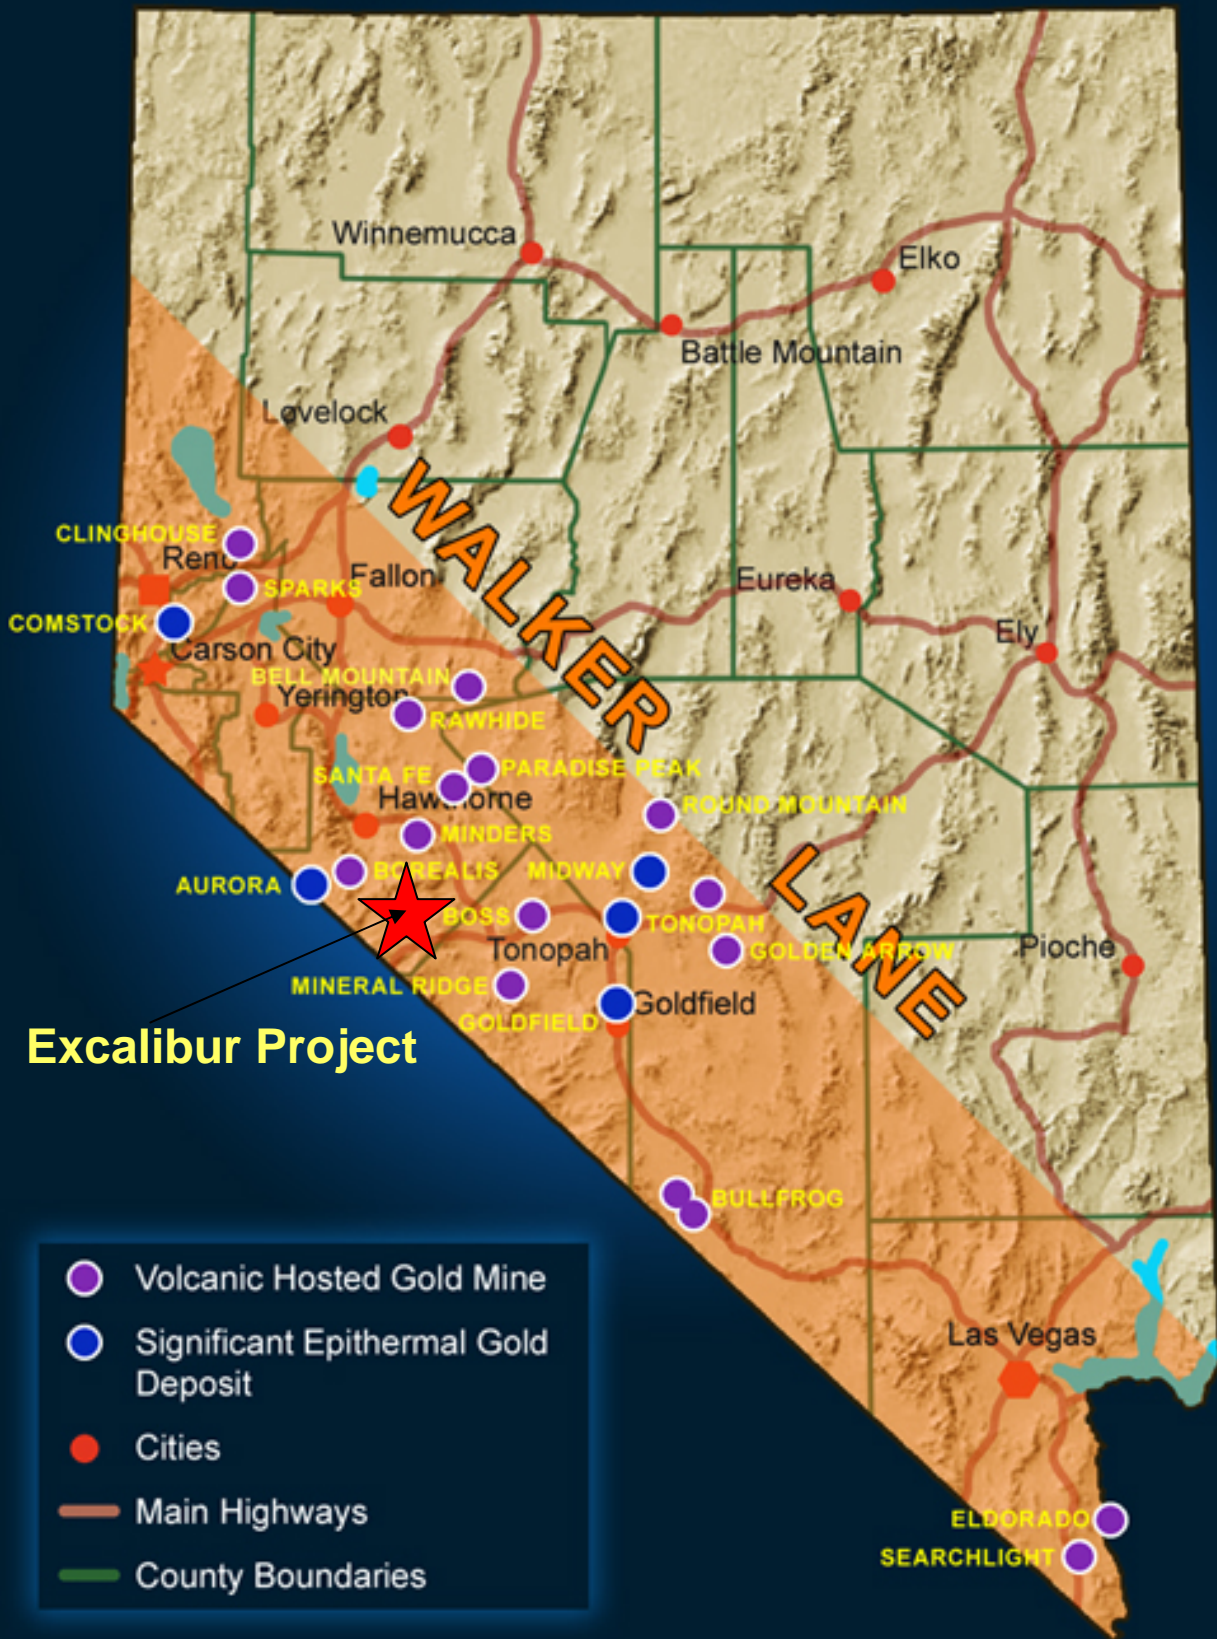 Winnemucca
Elko
Battle Mountain
Lovelock
WALKER
CLINGHOUSE
Reno
Fallon
SPARKS
Eureka
COMSTOCK
Ely
Carson City
BELL MOUNTAIN
Yerington
RAWHIDE
PARADISE PEAK
SANTA FE
Hawthorne
ROUND MOUNTAIN
MINDERS
LANE
BOREALIS
MIDWAY
AURORA
BOSS
TONOPAH
Tonopah
GOLDEN ARROW
Pioche
MINERAL RIDGE
Goldfield
GOLDFIELD
Excalibur Project
BULLFROG
Volcanic Hosted Gold Mine
Significant Epithermal Gold
Deposit
Cities
Main Highways
County Boundaries
Las Vegas
ELDORADO
SEARCHLIGHT